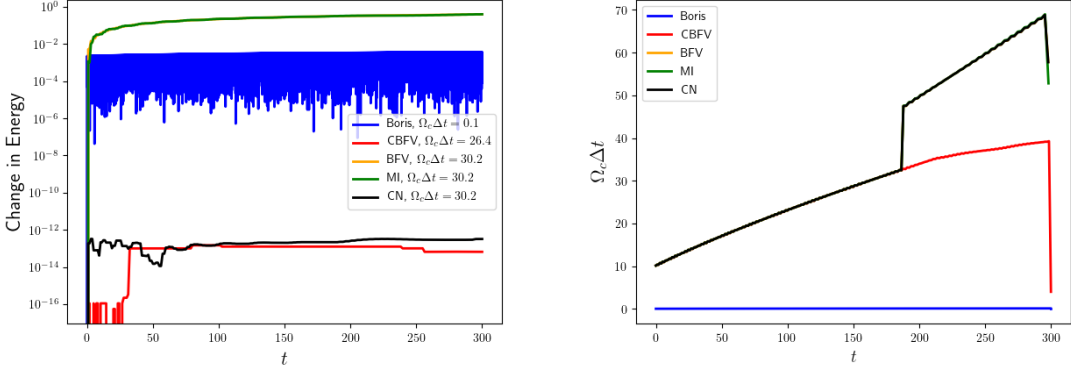 Change in Energy
10⁰
10⁻²
10⁻⁴
10⁻⁶
10⁻⁸
10⁻¹⁰
10⁻¹²
10⁻¹⁴
10⁻¹⁶
Boris, Ω_cΔt = 0.1
CBFV, Ω_cΔt = 26.4
BFV, Ω_cΔt = 30.2
MI, Ω_cΔt = 30.2
CN, Ω_cΔt = 30.2
0 50 100 150 200 250 300
t
Ω_cΔt
70
60
50
40
30
20
10
0
Boris
CBFV
BFV
MI
CN
0 50 100 150 200 250 300
t